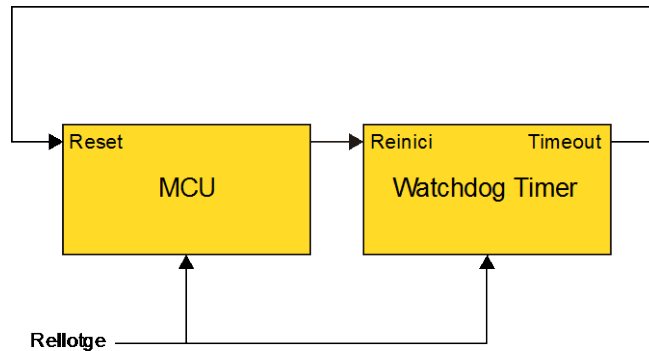 Reset
Reinici
Timeout
MCU
Watchdog Timer
Rellotge